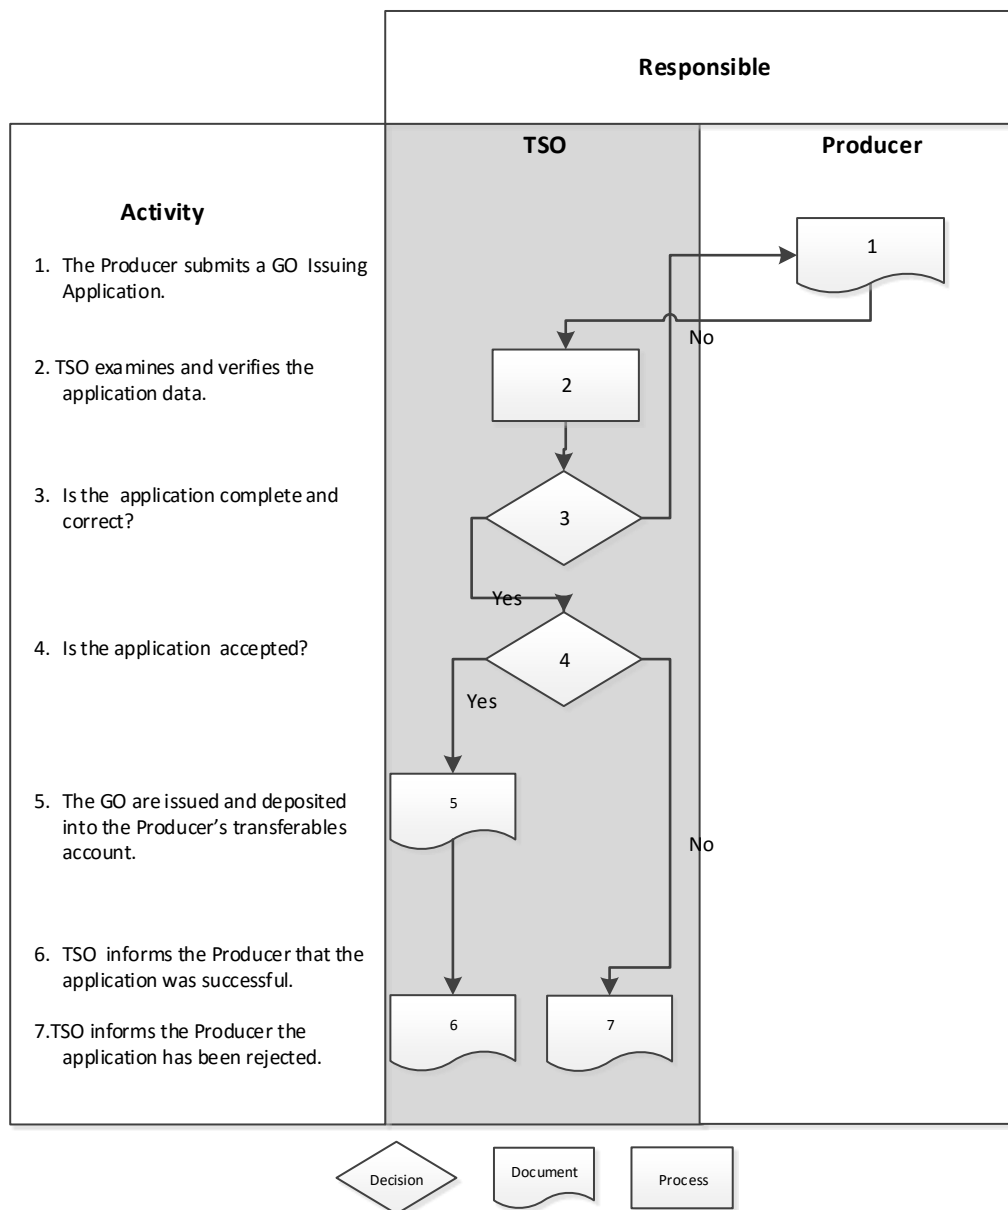 Responsible
TSO
Producer
Activity
1. The Producer submits a GO Issuing
Application.
2. TSO examines and verifies the
application data.
3. Is the application complete and
correct?
4. Is the application accepted?
5. The GO are issued and deposited
into the Producer's transferables
account.
6. TSO informs the Producer that the
application was successful.
7.TSO informs the Producer the
application has been rejected.
1
No
2
3
Yes
4
Yes
5
No
6
7
Decision
Document
Process